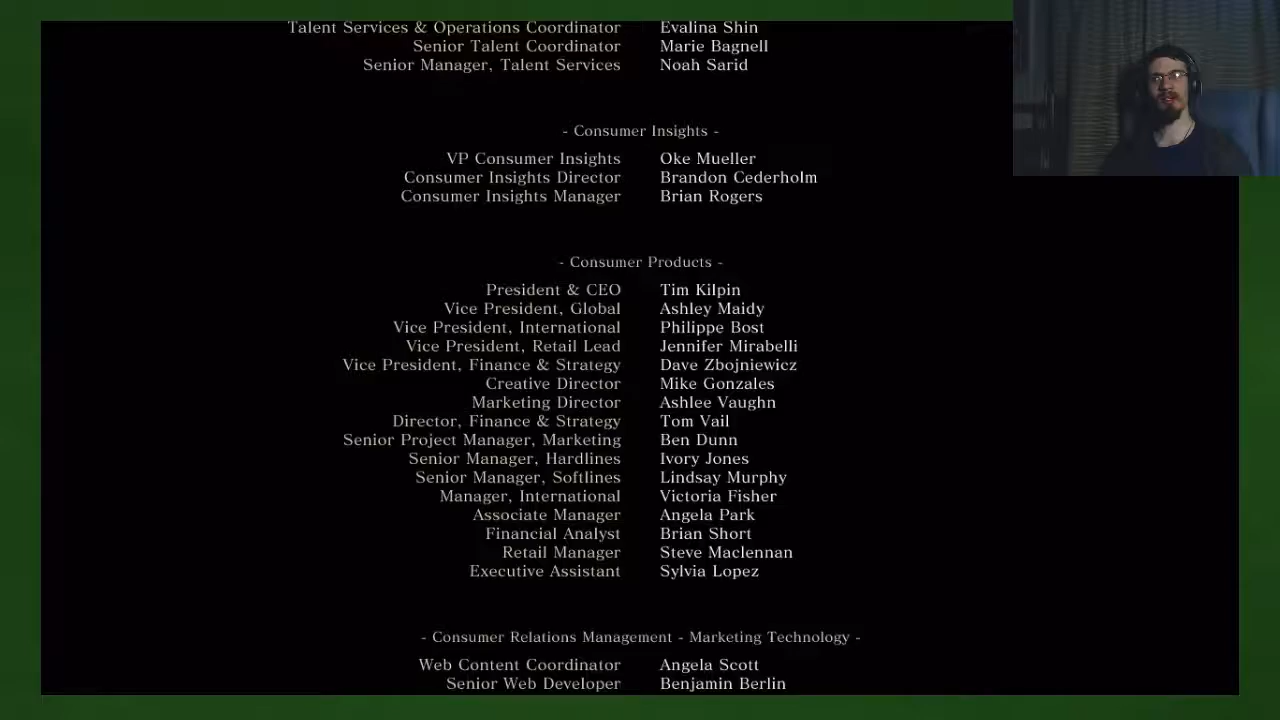 Talent Services & Operations Coordinator Evalina Shin
Senior Talent Coordinator Marie Bagnell
Senior Manager, Talent Services Noah Sarid
- Consumer Insights -
VP Consumer Insights Oke Mueller
Consumer Insights Director Brandon Cederholm
Consumer Insights Manager Brian Rogers
- Consumer Products -
President & CEO Tim Kilpin
Vice President, Global Ashley Maidy
Vice President, International Philippe Bost
Vice President, Retail Lead Jennifer Mirabelli
Vice President, Finance & Strategy Dave Zbojniewicz
Creative Director Mike Gonzales
Marketing Director Ashlee Vaughn
Director, Finance & Strategy Tom Vail
Senior Project Manager, Marketing Ben Dunn
Senior Manager, Hardlines Ivory Jones
Senior Manager, Softlines Lindsay Murphy
Manager, International Victoria Fisher
Associate Manager Angela Park
Financial Analyst Brian Short
Retail Manager Steve Maclennan
Executive Assistant Sylvia Lopez
- Consumer Relations Management - Marketing Technology -
Web Content Coordinator Angela Scott
Senior Web Developer Benjamin Berlin